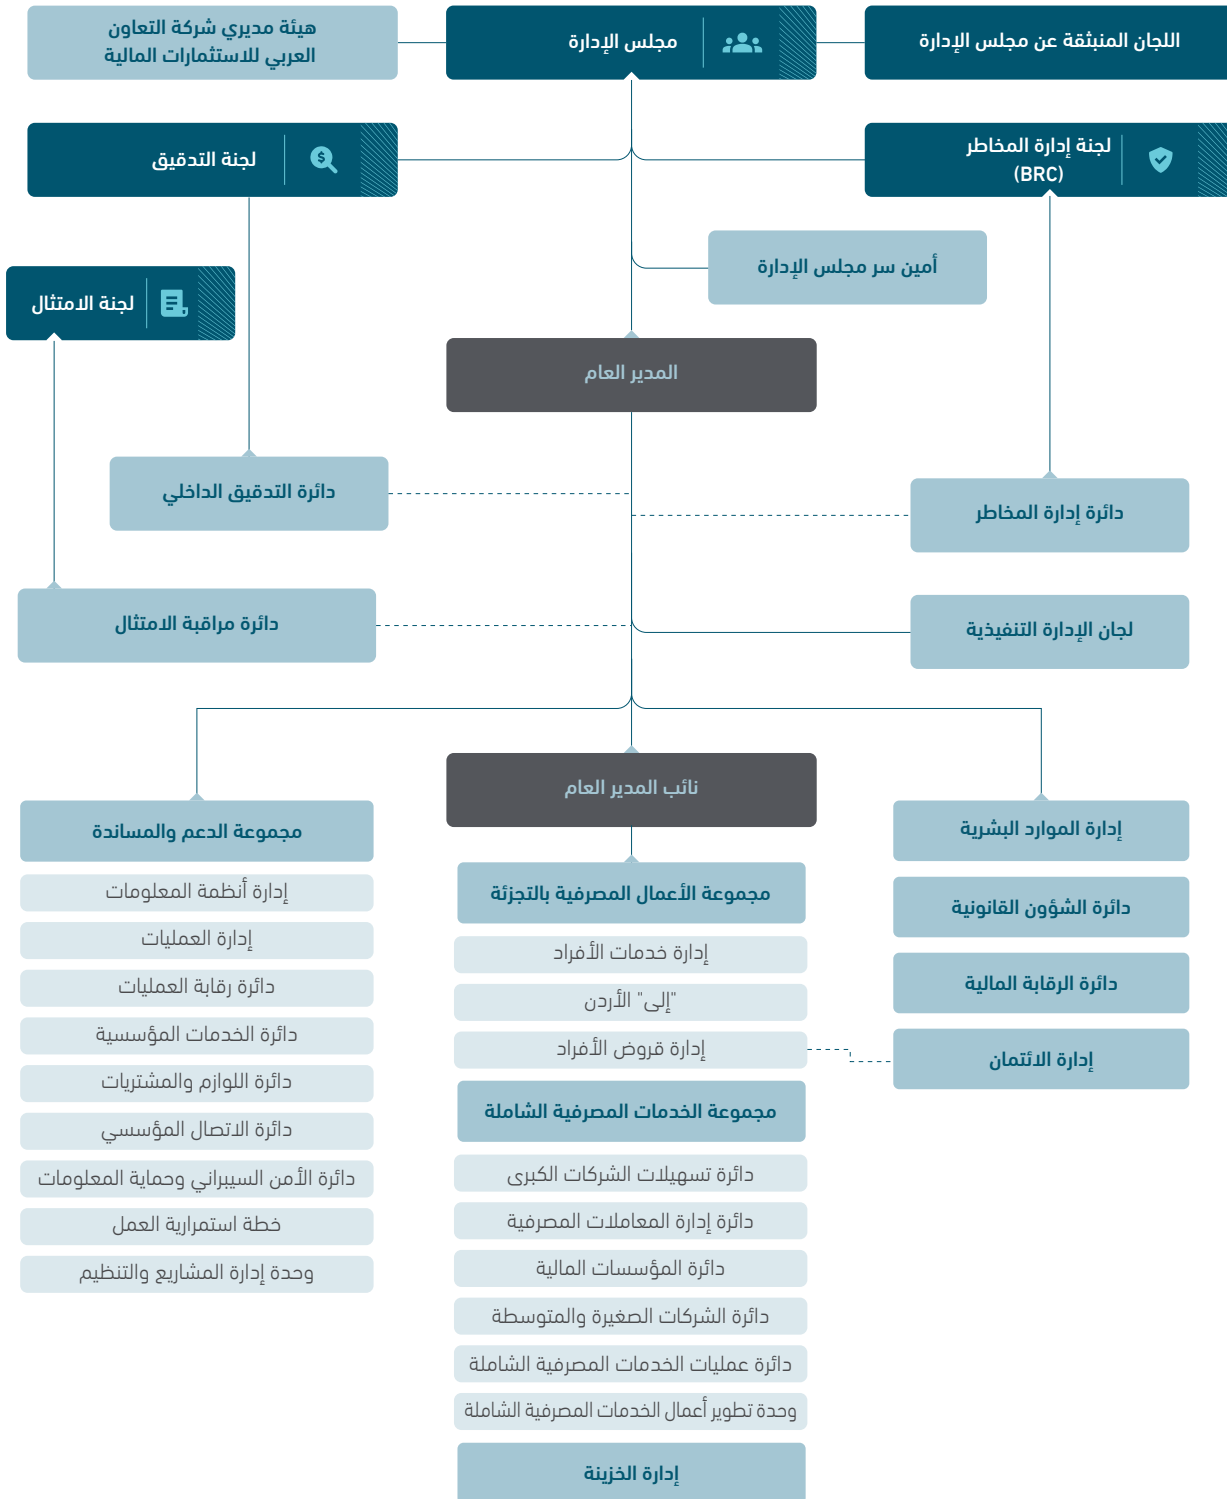 اللجان المنبثقة عن مجلس الإدارة
مجلس الإدارة
هيئة مديري شركة التعاون
العربي للاستثمارات المالية
لجنة إدارة المخاطر
(BRC)
لجنة التدقيق
أمين سر مجلس الإدارة
لجنة الامتثال
المدير العام
دائرة إدارة المخاطر
دائرة التدقيق الداخلي
لجان الإدارة التنفيذية
دائرة مراقبة الامتثال
نائب المدير العام
إدارة الموارد البشرية
دائرة الشؤون القانونية
دائرة الرقابة المالية
إدارة الائتمان
مجموعة الأعمال المصرفية بالتجزئة
إدارة خدمات الأفراد
"إلى" الأردن
إدارة قروض الأفراد
مجموعة الخدمات المصرفية الشاملة
دائرة تسهيلات الشركات الكبرى
دائرة إدارة المعاملات المصرفية
دائرة المؤسسات المالية
دائرة الشركات الصغيرة والمتوسطة
دائرة عمليات الخدمات المصرفية الشاملة
وحدة تطوير أعمال الخدمات المصرفية الشاملة
إدارة الخزينة
مجموعة الدعم والمساندة
إدارة أنظمة المعلومات
إدارة العمليات
دائرة رقابة العمليات
دائرة الخدمات المؤسسية
دائرة اللوازم والمشتريات
دائرة الاتصال المؤسسي
دائرة الأمن السيبراني وحماية المعلومات
خطة استمرارية العمل
وحدة إدارة المشاريع والتنظيم